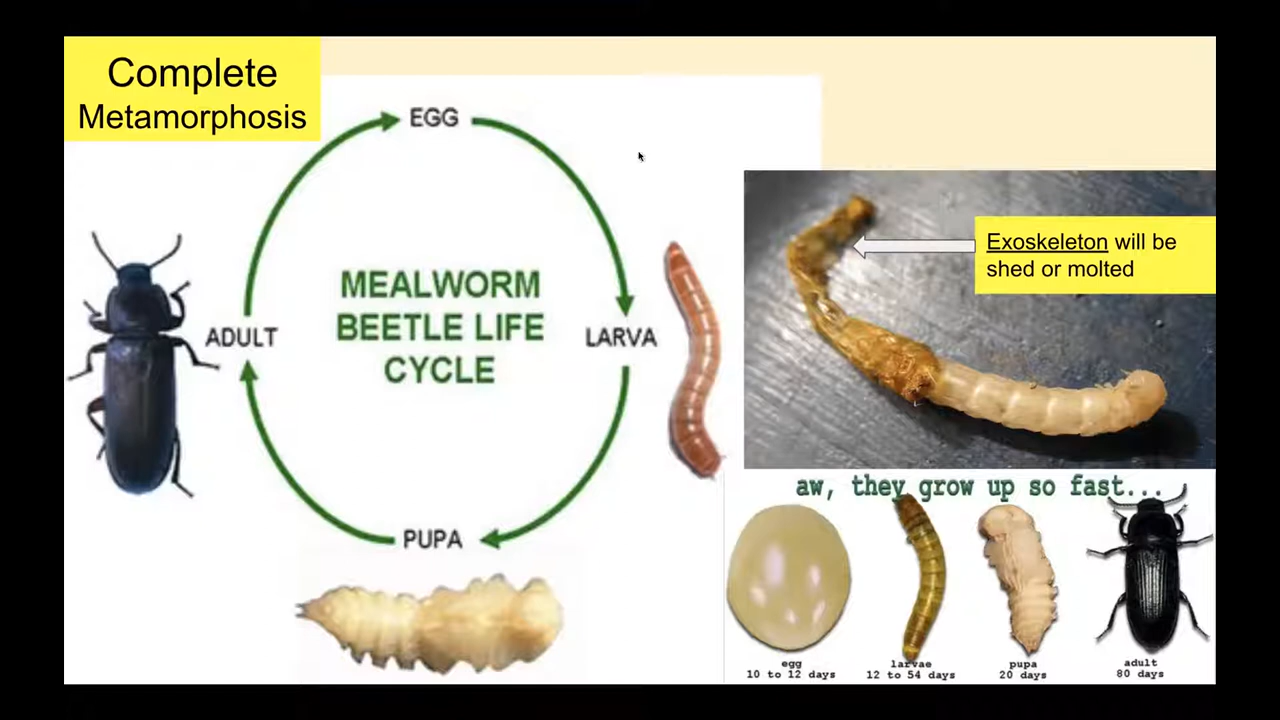 Complete
Metamorphosis
EGG
MEALWORM
BEETLE LIFE
CYCLE
ADULT
LARVA
PUPA
Exoskeleton will be
shed or molted
aw, they grow up so fast...
egg
10 to 12 days
larvae
12 to 54 days
pupa
20 days
adult
80 days